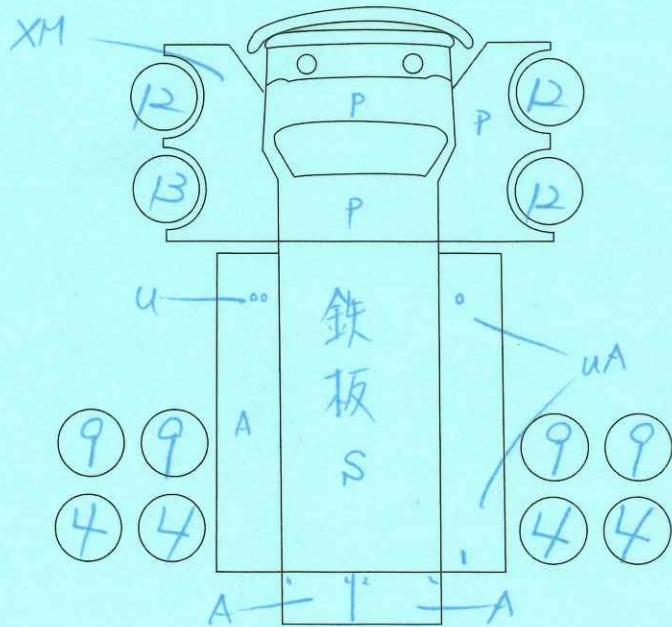 XM
12 P P 12
13 P 12
U 鉄 uA
板
A S
9 9 9 9
4 4 4 4
A A